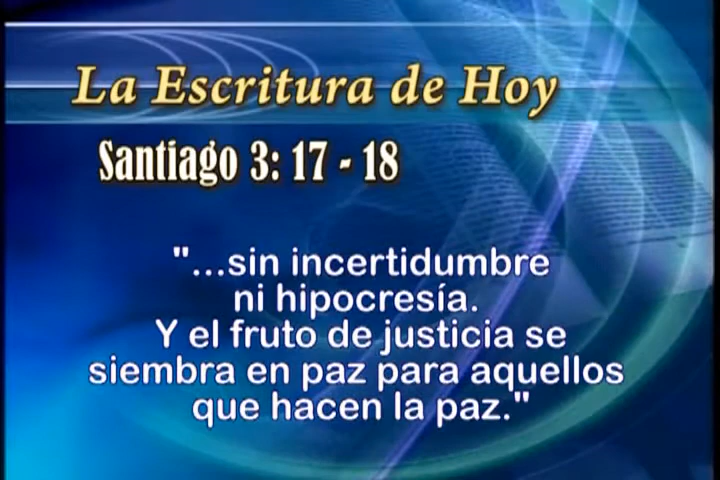 La Escritura de Hoy
Santiago 3: 17 - 18
"...sin incertidumbre
ni hipocresía.
Y el fruto de justicia se
siembra en paz para aquellos
que hacen la paz."